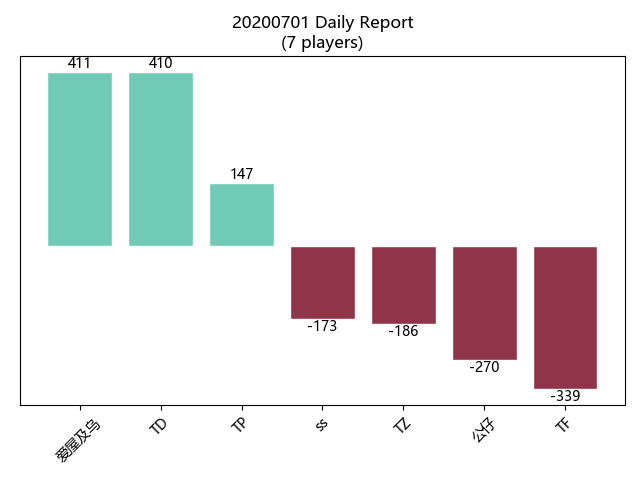 20200701 Daily Report
(7 players)
411
410
147
-173
-186
-270
-339
爱屋及乌
TD
TP
ss
TZ
公仔
TF